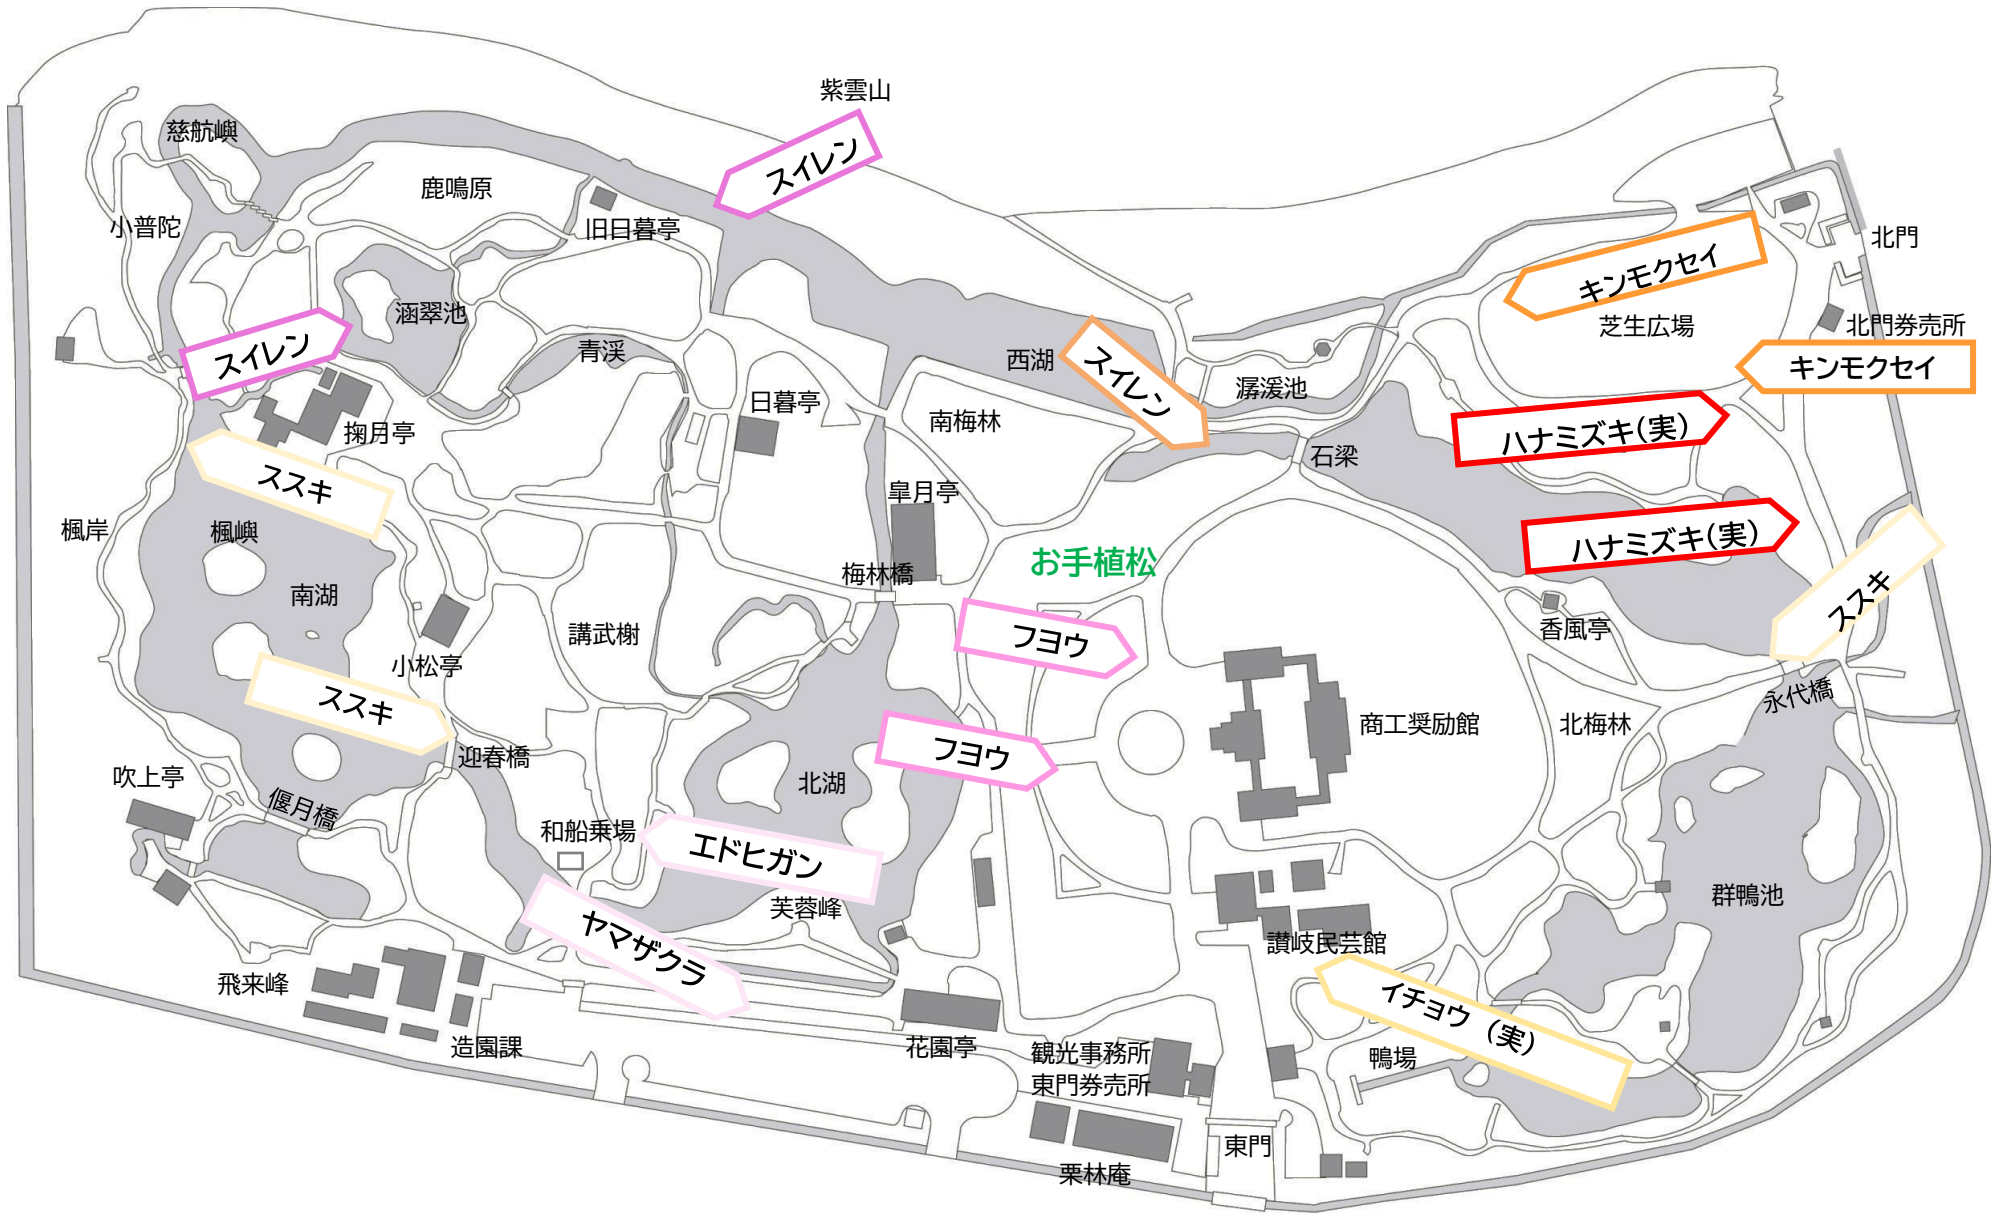 紫雲山
スイレン
慈航嶼
鹿鳴原
小普陀
旧日暮亭
北門
キンモクセイ
涵翠池
芝生広場
北門券売所
スイレン
青渓
西湖
スイレン
潺湲池
キンモクセイ
日暮亭
掬月亭
南梅林
ハナミズキ(実)
石梁
ススキ
皐月亭
楓岸
楓嶼
お手植松
ハナミズキ(実)
梅林橋
南湖
ススキ
講武榭
フヨウ
香風亭
小松亭
ススキ
永代橋
商工奨励館
北梅林
迎春橋
フヨウ
吹上亭
北湖
偃月橋
和船乗場
エドヒガン
群鴨池
芙蓉峰
ヤマザクラ
讃岐民芸館
飛来峰
イチョウ(実)
造園課
花園亭
観光事務所
東門券売所
鴨場
東門
栗林庵